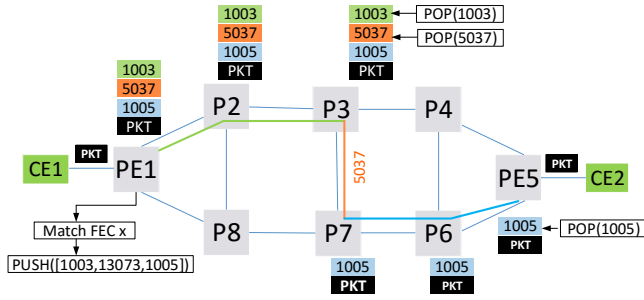 1003
5037
1005
PKT
1003
5037
1005
PKT
POP(1003)
POP(5037)
1003
5037
1005
PKT
P2
P3
P4
CE1
PKT
PE1
5037
PE5
PKT
CE2
Match FEC x
P8
P7
P6
1005
PKT
POP(1005)
PUSH([1003,13073,1005])
1005
PKT
1005
PKT